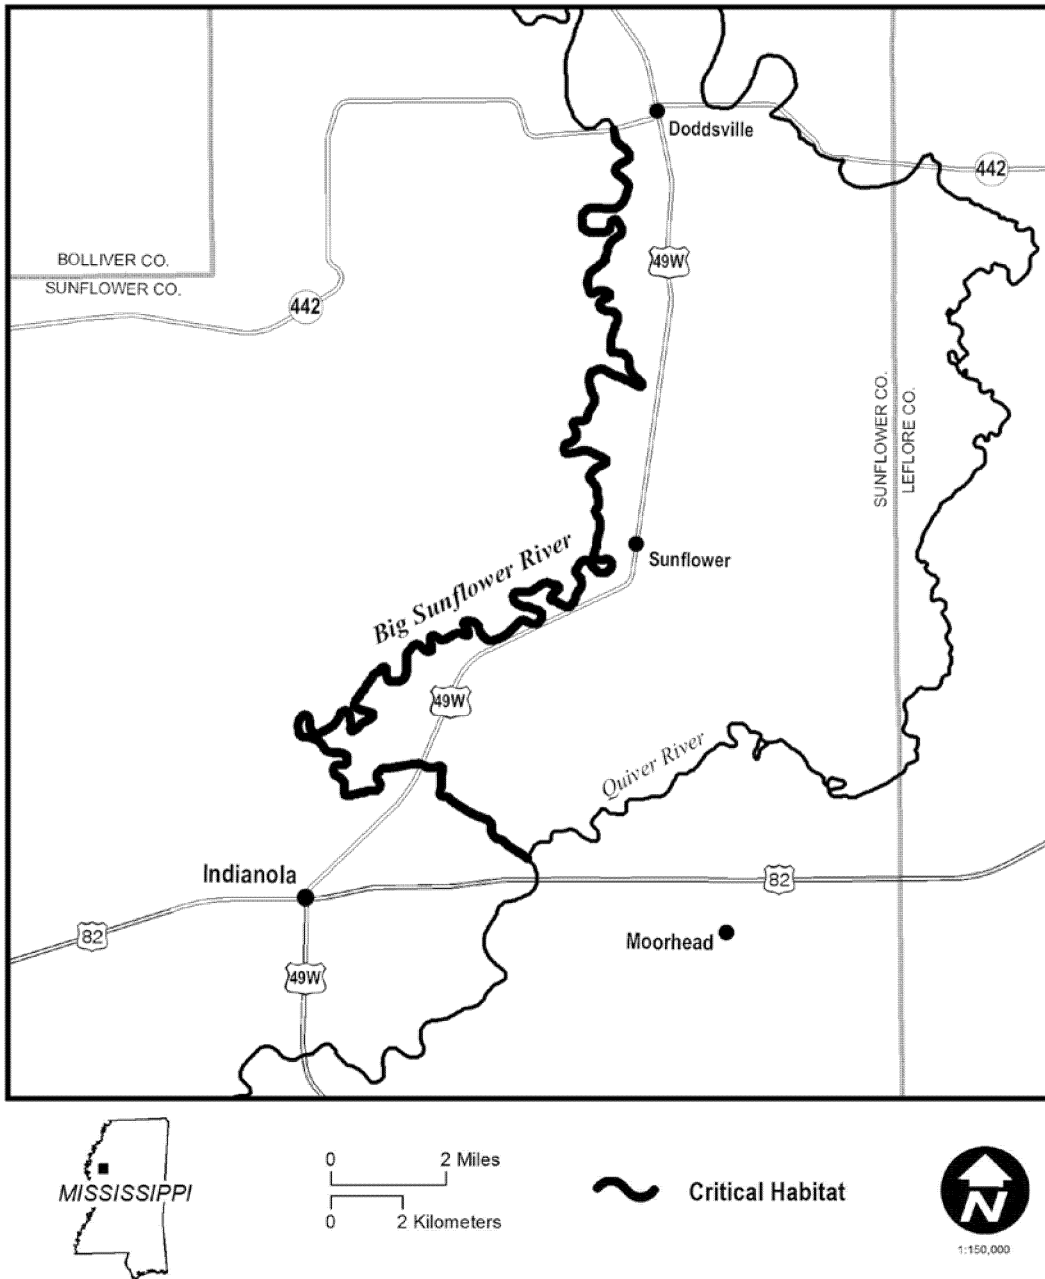 Doddsville
442
BOLLIVER CO.
SUNFLOWER CO.
49W
442
SUNFLOWER CO.
LEFLORE CO.
Big Sunflower River
Sunflower
49W
Quiver River
Indianola
82
82
Moorhead
49W
0 2 Miles
0 2 Kilometers
MISSISSIPPI
Critical Habitat
N
1:150,000